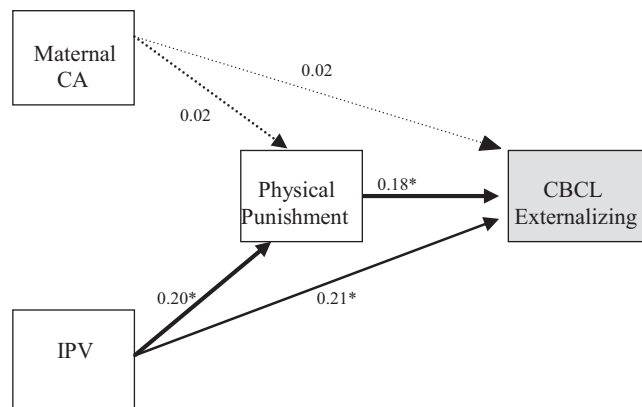 Maternal
CA
0.02
0.02
Physical
Punishment
0.18*
CBCL
Externalizing
0.20*
0.21*
IPV